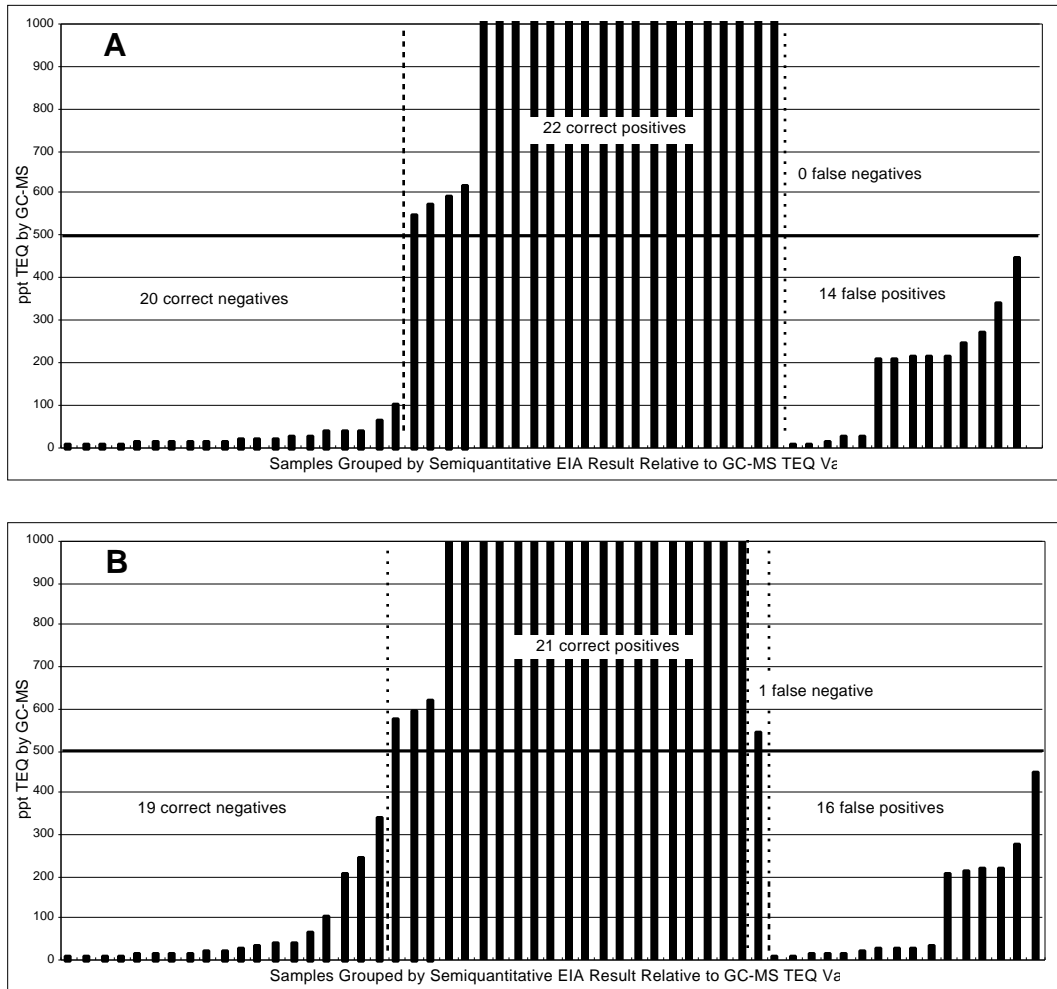 A
1000
900
800
700
600
500
400
300
200
100
0
ppt TEQ by GC-MS
22 correct positives
0 false negatives
20 correct negatives
14 false positives
Samples Grouped by Semiquantitative EIA Result Relative to GC-MS TEQ Va
B
1000
900
800
700
600
500
400
300
200
100
0
ppt TEQ by GC-MS
21 correct positives
1 false negative
19 correct negatives
16 false positives
Samples Grouped by Semiquantitative EIA Result Relative to GC-MS TEQ Va